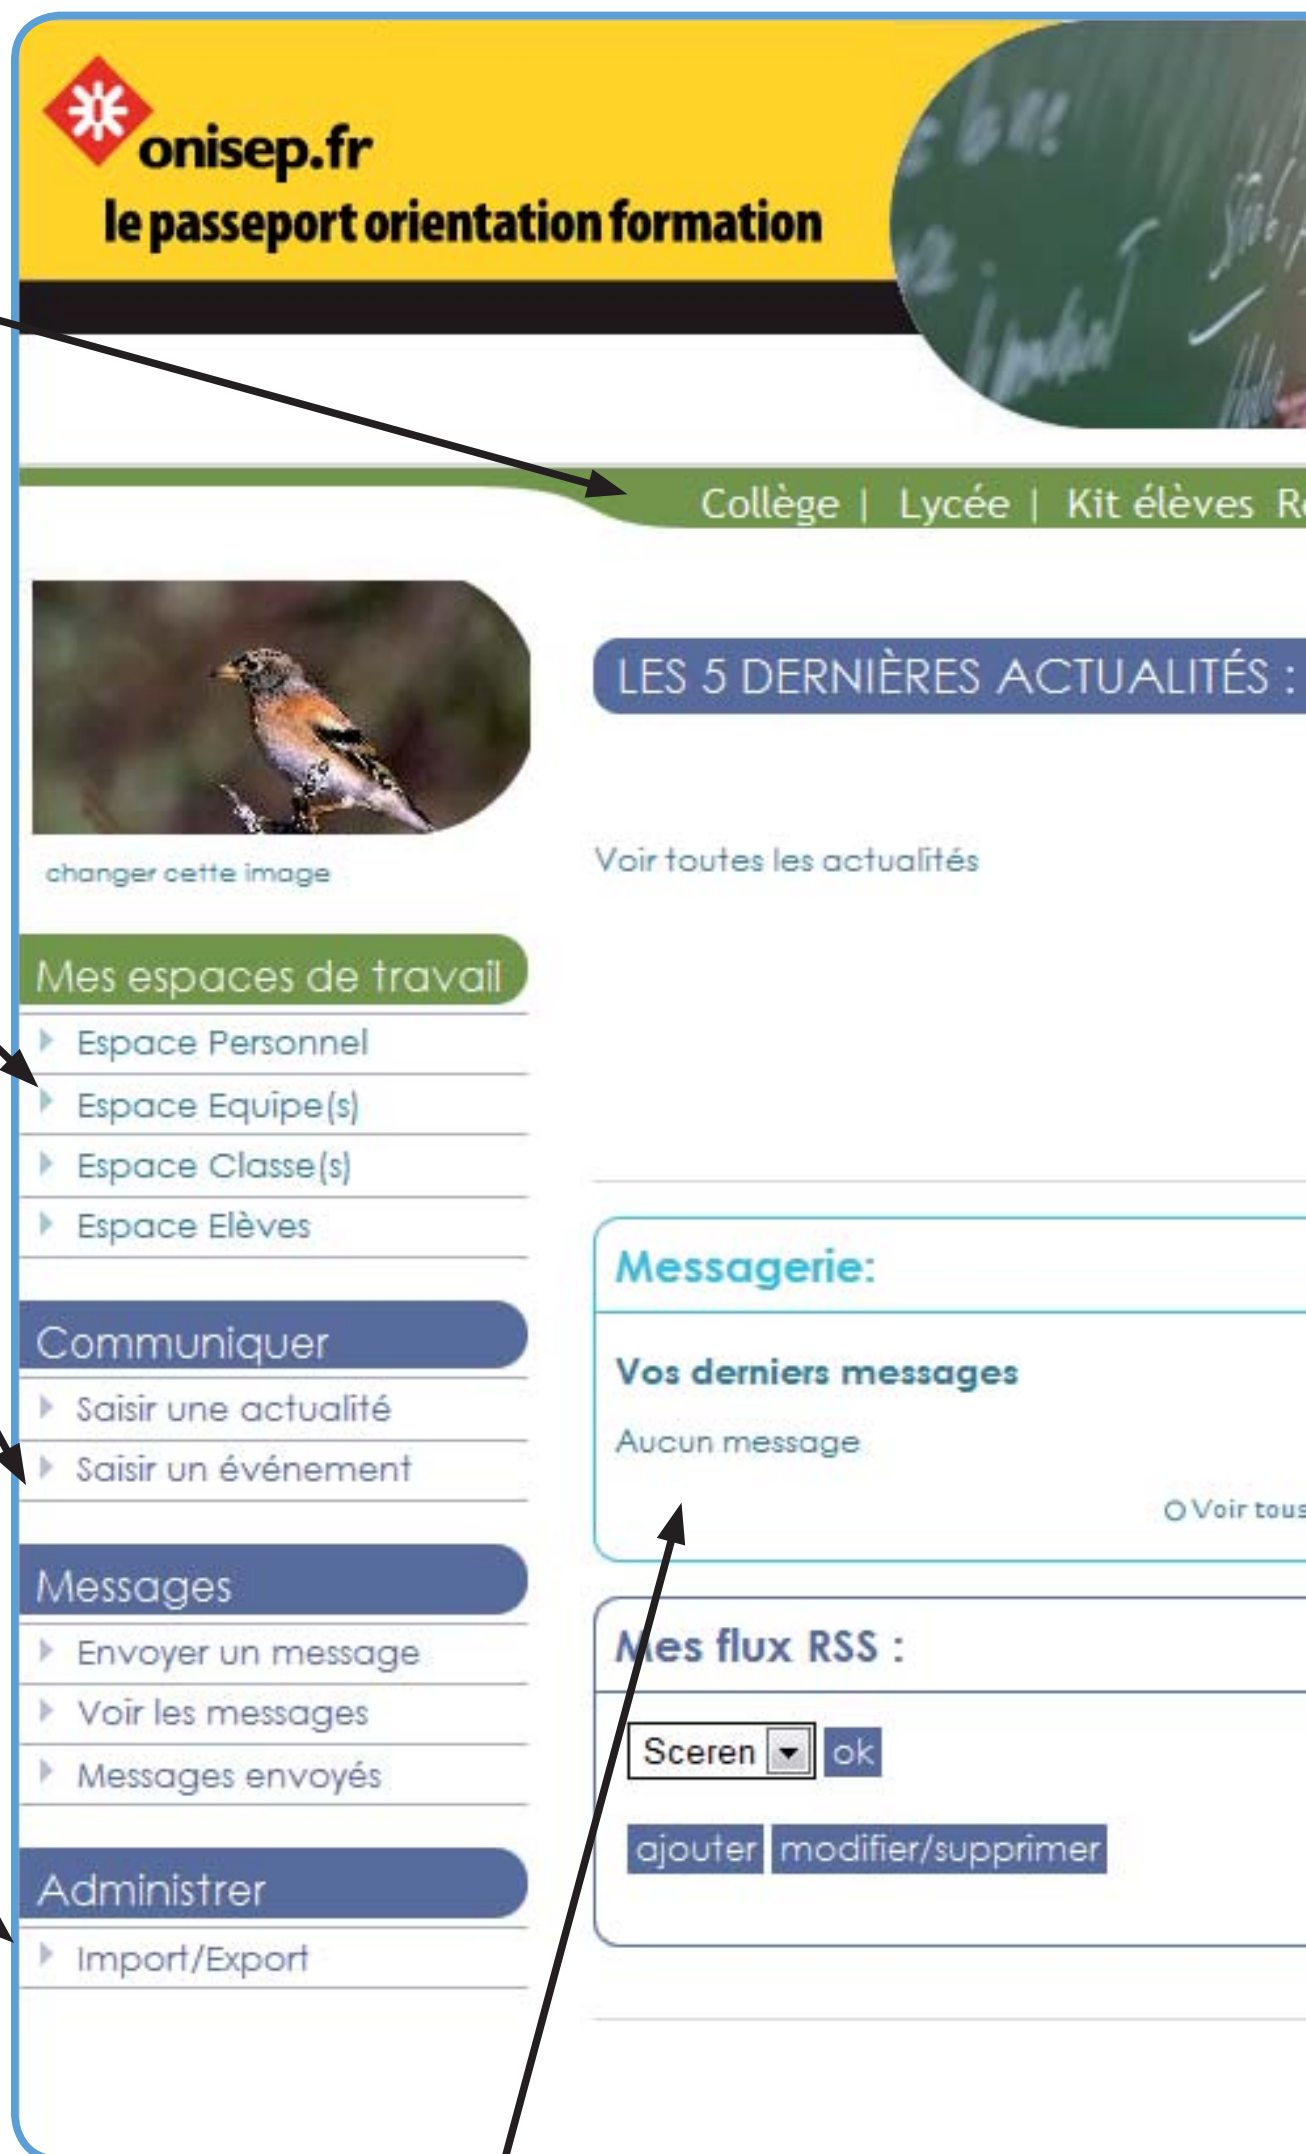 onisep.fr
le passeport orientation formation
Collège | Lycée | Kit élèves
LES 5 DERNIÈRES ACTUALITÉS :
changer cette image
Voir toutes les actualités
Mes espaces de travail
Espace Personnel
Espace Equipe(s)
Espace Classe(s)
Espace Elèves
Communiquer
Saisir une actualité
Saisir un événement
Messages
Envoyer un message
Voir les messages
Messages envoyés
Administrer
Import/Export
Messagerie:
Vos derniers messages
Aucun message
Voir tous
Mes flux RSS :
Sceren ok
ajouter modifier/supprimer